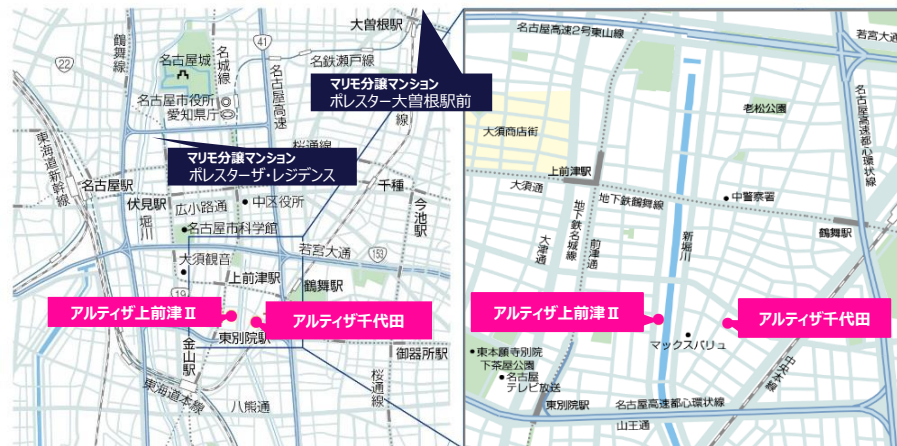 大曽根駅
鶴舞線
22
名古屋城
名城線
41
名鉄瀬戸線
名古屋高速
名古屋市役所
愛知県庁
マリモ分譲マンション
ポレスター大曽根駅前
マリモ分譲マンション
ポレスターザ・レジデンス
桜通線
東海道新幹線
名古屋駅
伏見駅
堀川
広小路通
中区役所
千種
今池駅
名古屋市科学館
若宮大通
153
大須観音
上前津駅
鶴舞駅
19
アルティザ上前津Ⅱ
アルティザ千代田
東別院駅
金山駅
御器所駅
東海道本線
八熊通
桜通線
名古屋高速2号東山線
若宮大通
老松公園
大須商店街
名古屋高速都心環状線
上前津駅
大須通
地下鉄鶴舞線
中警察署
鶴舞駅
大津通
地下鉄名城線
前津通
新堀川
アルティザ上前津Ⅱ
アルティザ千代田
マックスバリュ
東本願寺別院
下茶屋公園
名古屋
テレビ放送
中央本線
東別院駅
名古屋高速都心環状線
山王通